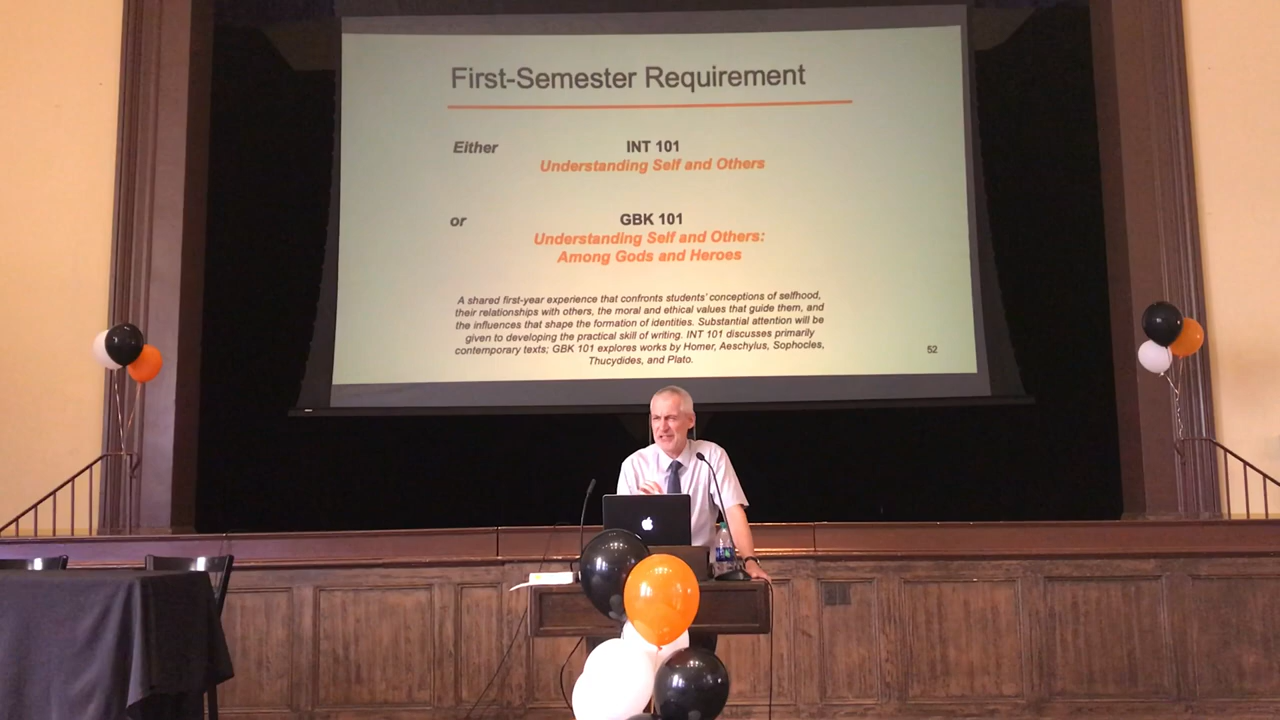 First-Semester Requirement
Either INT 101
Understanding Self and Others
or GBK 101
Understanding Self and Others:
Among Gods and Heroes
A shared first-year experience that confronts students' conceptions of selfhood,
their relationships with others, the moral and ethical values that guide them, and
the influences that shape the formation of identities. Substantial attention will be
given to developing the practical skill of writing. INT 101 discusses primarily
contemporary texts; GBK 101 explores works by Homer, Aeschylus, Sophocles,
Thucydides, and Plato.
52